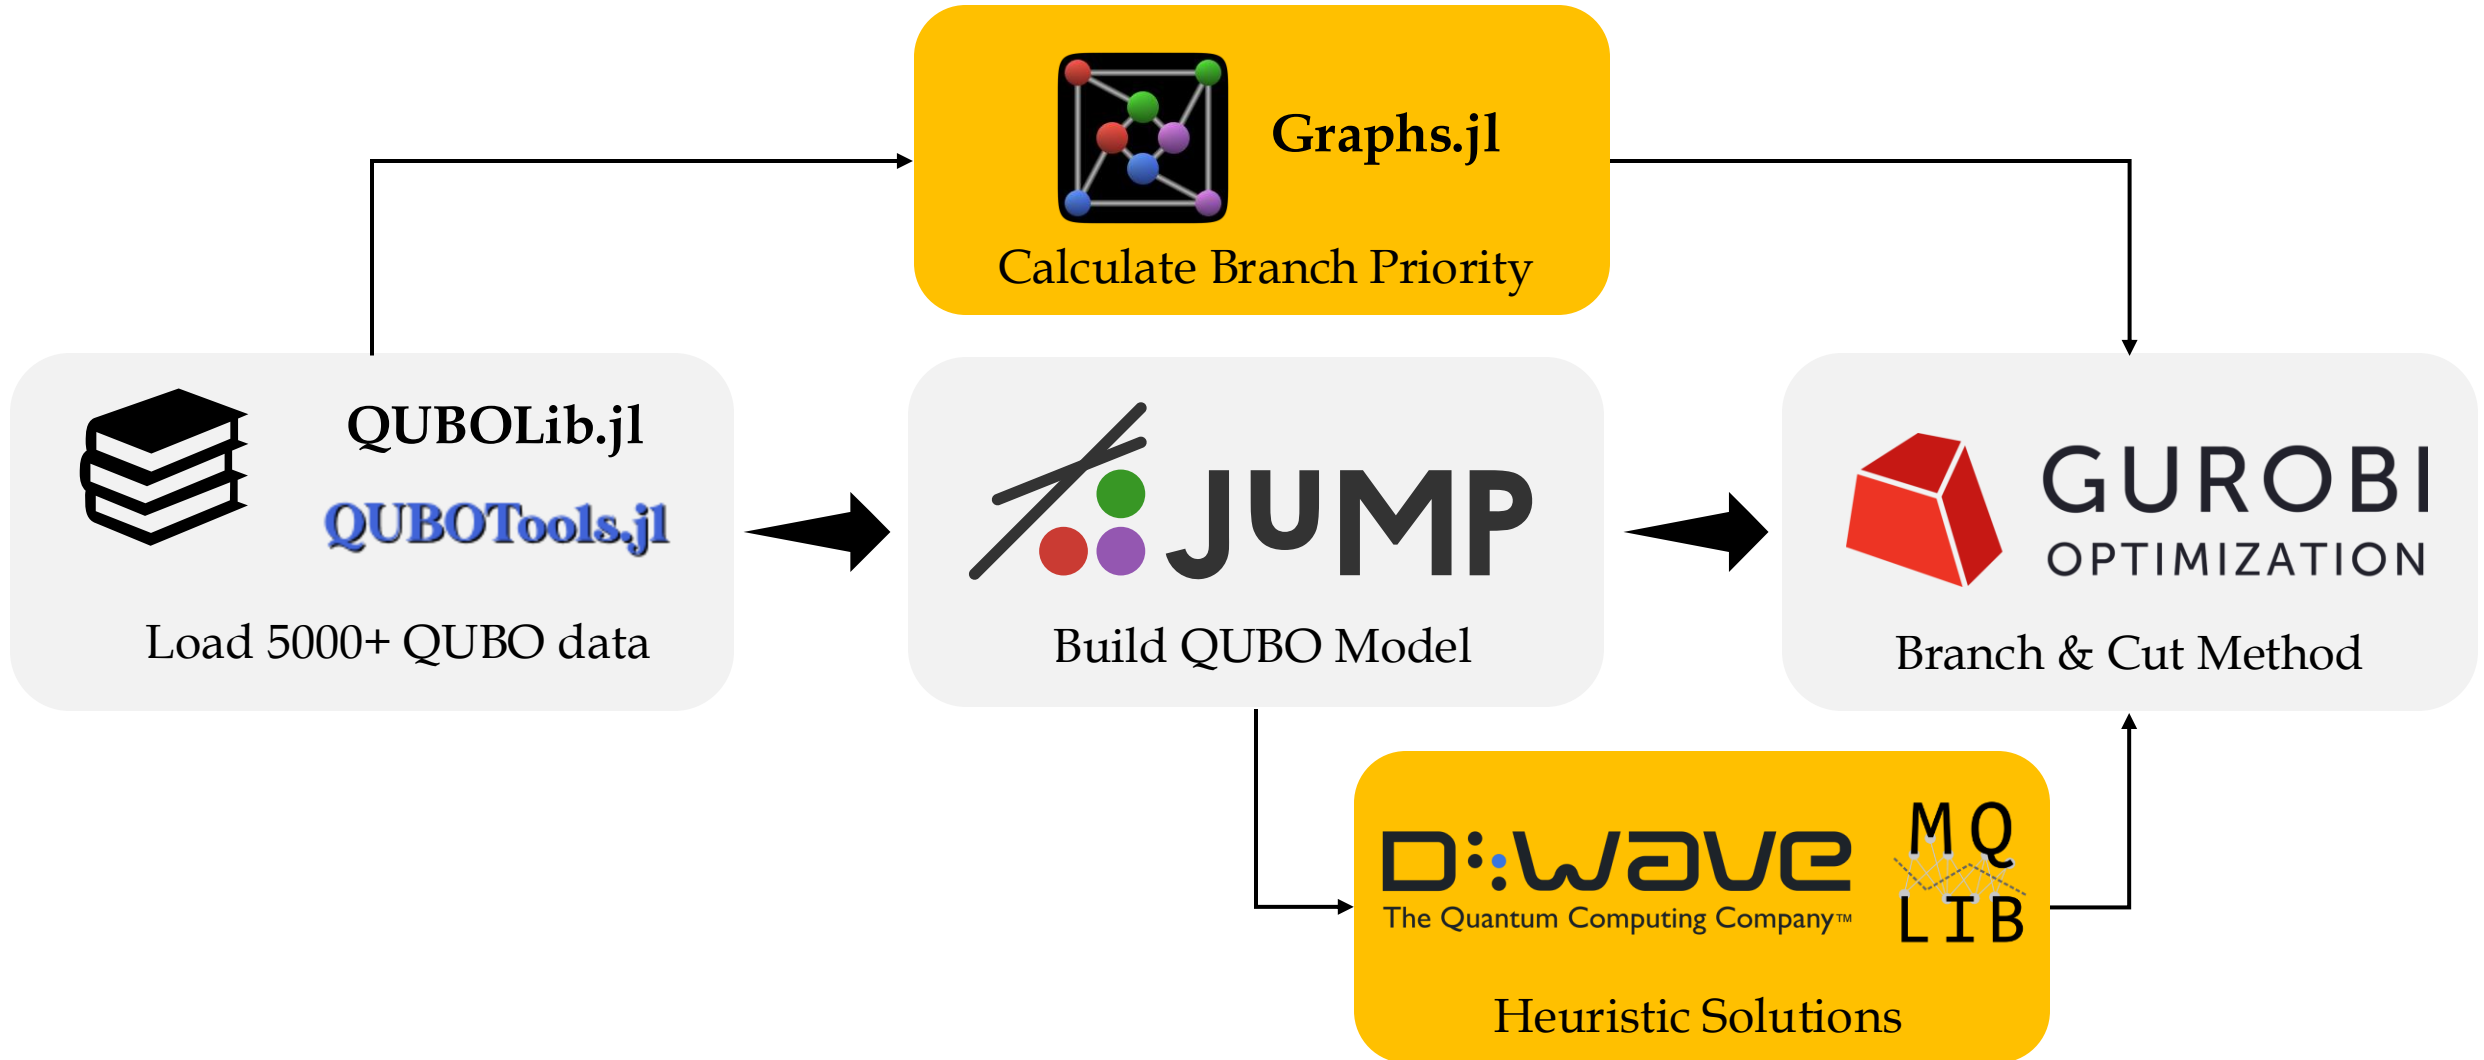 Graphs.jl
Calculate Branch Priority
QUBOLib.jl
QUBOTools.jl
Load 5000+ QUBO data
JuMP
Build QUBO Model
GUROBI
OPTIMIZATION
Branch & Cut Method
D:wave
The Quantum Computing Company™
MQ
LIB
Heuristic Solutions